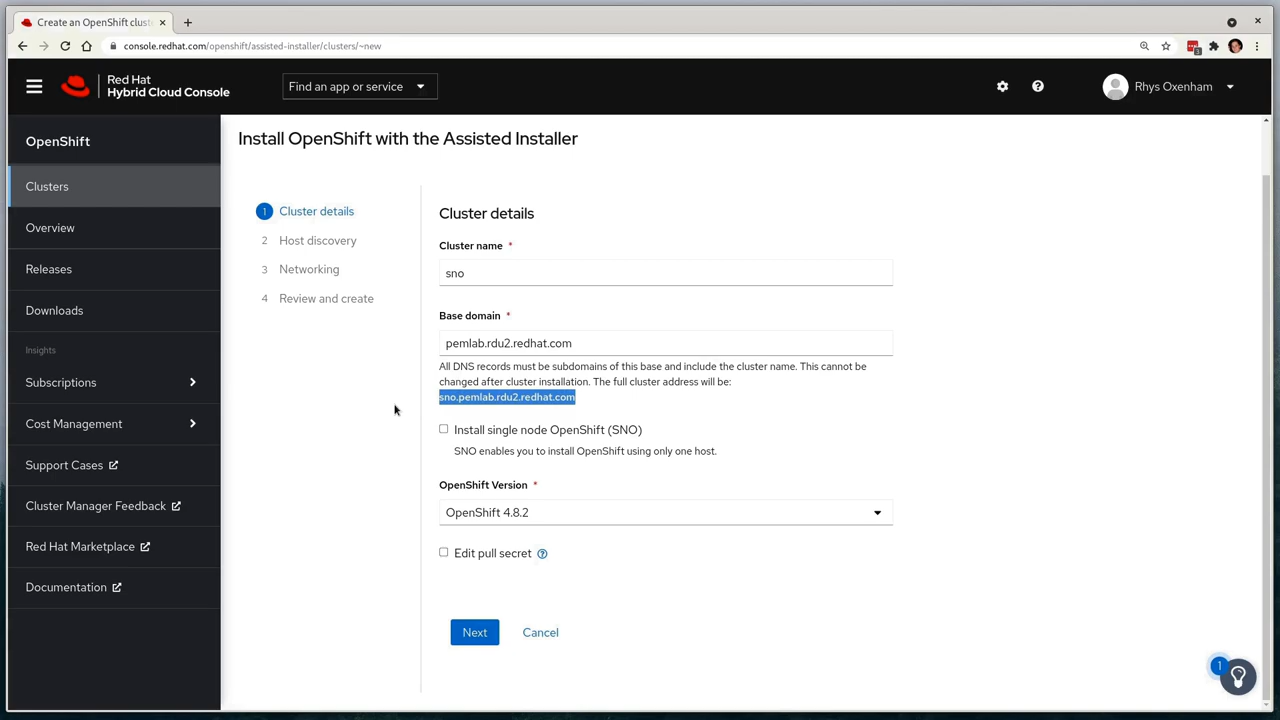 Create an OpenShift clust
console.redhat.com/openshift/assisted-installer/clusters/~new
3
Red Hat
Hybrid Cloud Console
Find an app or service
Rhys Oxenham
OpenShift
Clusters
Overview
Releases
Downloads
Insights
Subscriptions
Cost Management
Support Cases
Cluster Manager Feedback
Red Hat Marketplace
Documentation
Install OpenShift with the Assisted Installer
1 Cluster details
2 Host discovery
3 Networking
4 Review and create
Cluster details
Cluster name *
sno
Base domain *
pemlab.rdu2.redhat.com
All DNS records must be subdomains of this base and include the cluster name. This cannot be
changed after cluster installation. The full cluster address will be:
sno.pemlab.rdu2.redhat.com
Install single node OpenShift (SNO)
SNO enables you to install OpenShift using only one host.
OpenShift Version *
OpenShift 4.8.2
Edit pull secret
Next Cancel
1